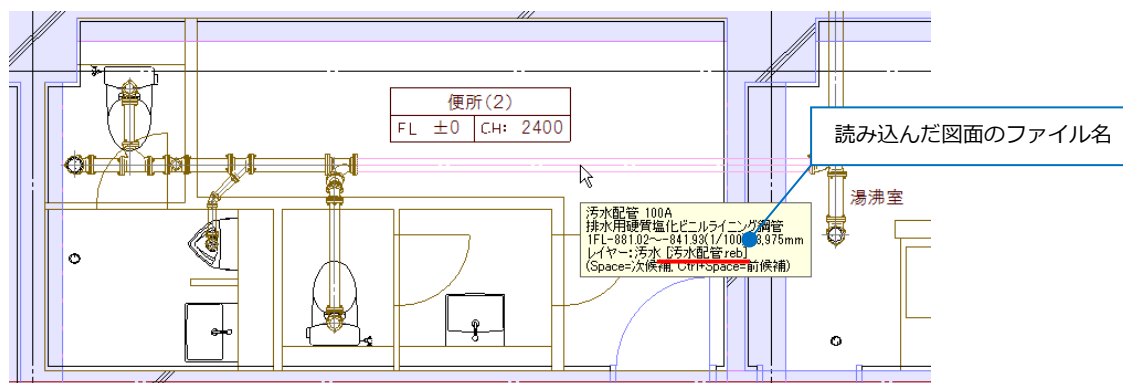 便所(2)
FL ±0 CH: 2400
読み込んだ図面のファイル名
湯沸室
汚水配管 100A
排水用硬質塩化ビニルライニング鋼管
1FL-881.02～-841.93(1/100) 3,975mm
レイヤー:汚水 [汚水配管.reb]
(Space=次候補, Ctrl+Space=前候補)